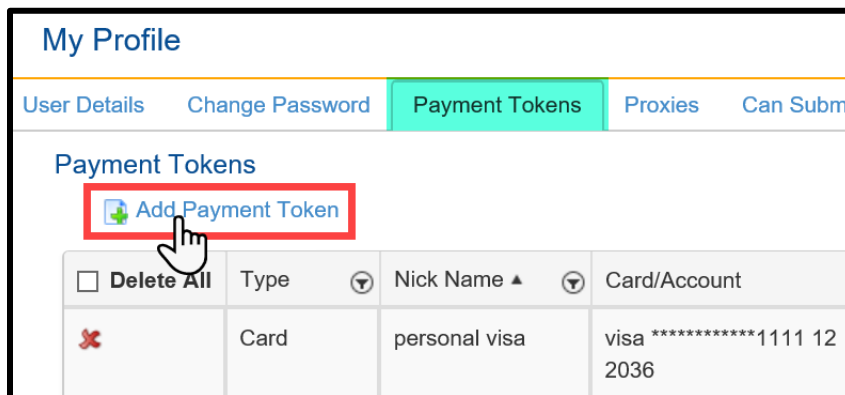 My Profile
User Details Change Password Payment Tokens Proxies Can Subm
Payment Tokens
Add Payment Token
Delete All Type Nick Name ▲ Card/Account
Card personal visa visa ************1111 12
2036